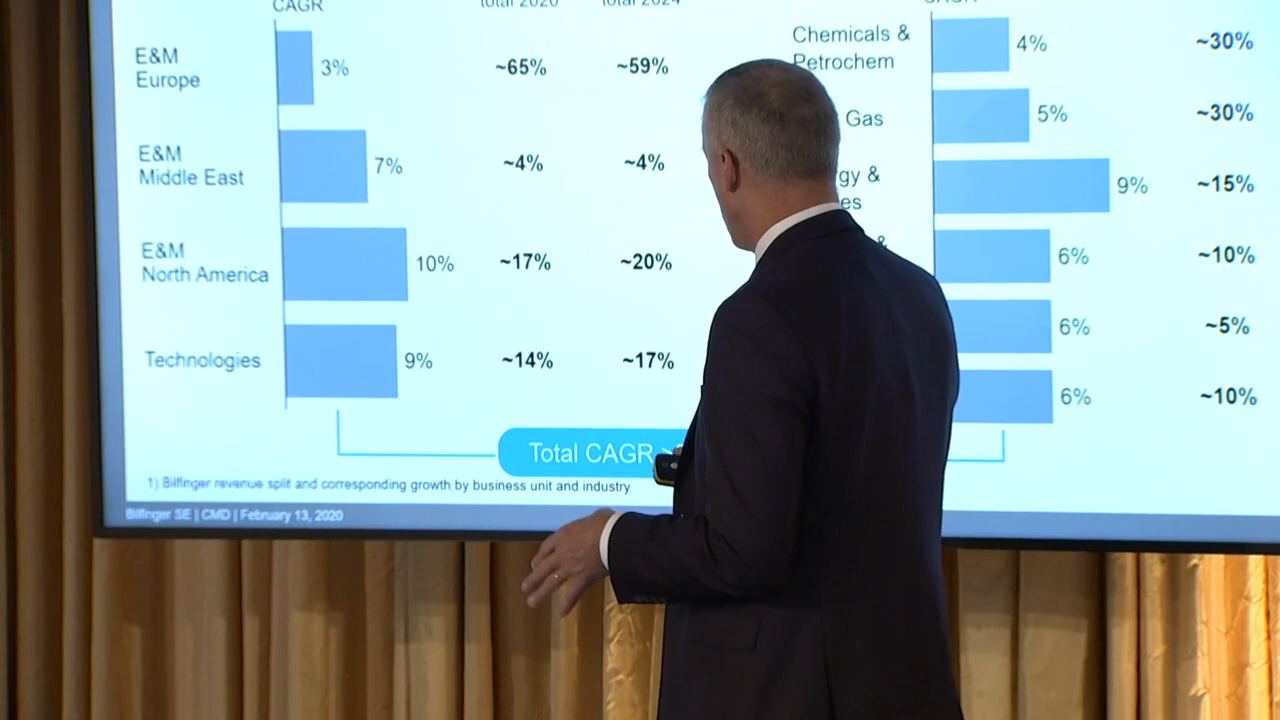 CAGR
total 2020
total 2024
E&M
Europe
3%
~65%
~59%
E&M
Middle East
7%
~4%
~4%
E&M
North America
10%
~17%
~20%
Technologies
9%
~14%
~17%
Chemicals &
Petrochem
4%
~30%
Gas
5%
~30%
&
9%
~15%
&
6%
~10%
6%
~5%
6%
~10%
Total CAGR
1) Bilfinger revenue split and corresponding growth by business unit and industry
Bilfinger SE | CMD | February 13, 2020